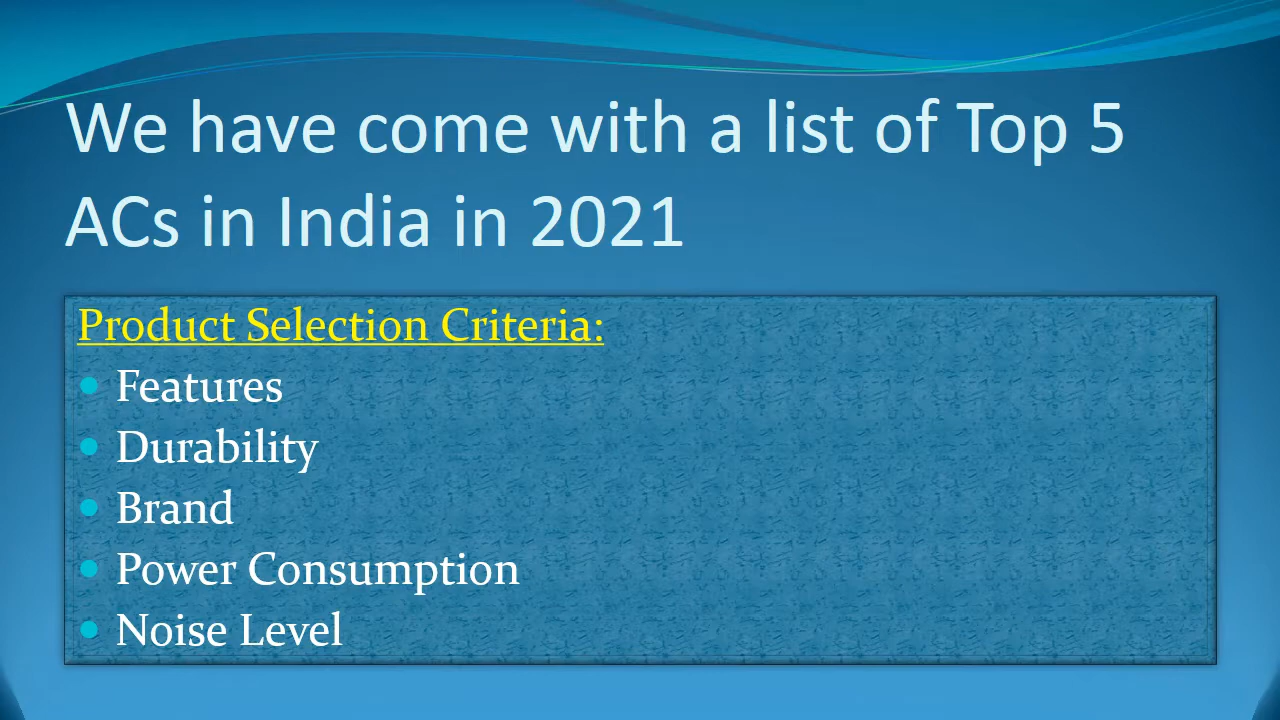 We have come with a list of Top 5
ACs in India in 2021
Product Selection Criteria:
Features
Durability
Brand
Power Consumption
Noise Level